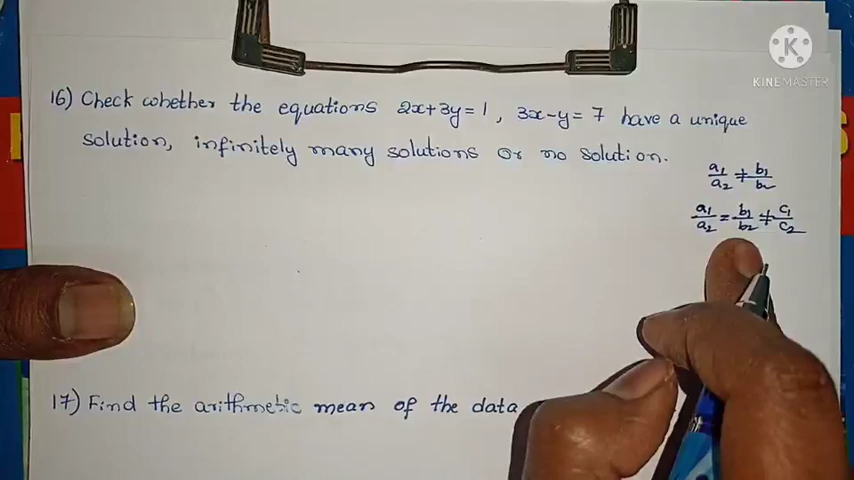 K
KINEMASTER
16) Check whether the equations 2x+3y=1, 3x-y=7 have a unique
solution, infinitely many solutions or no solution.
a₁/a₂ ≠ b₁/b₂
a₁/a₂ = b₁/b₂ ≠ c₁/c₂
17) Find the arithmetic mean of the data